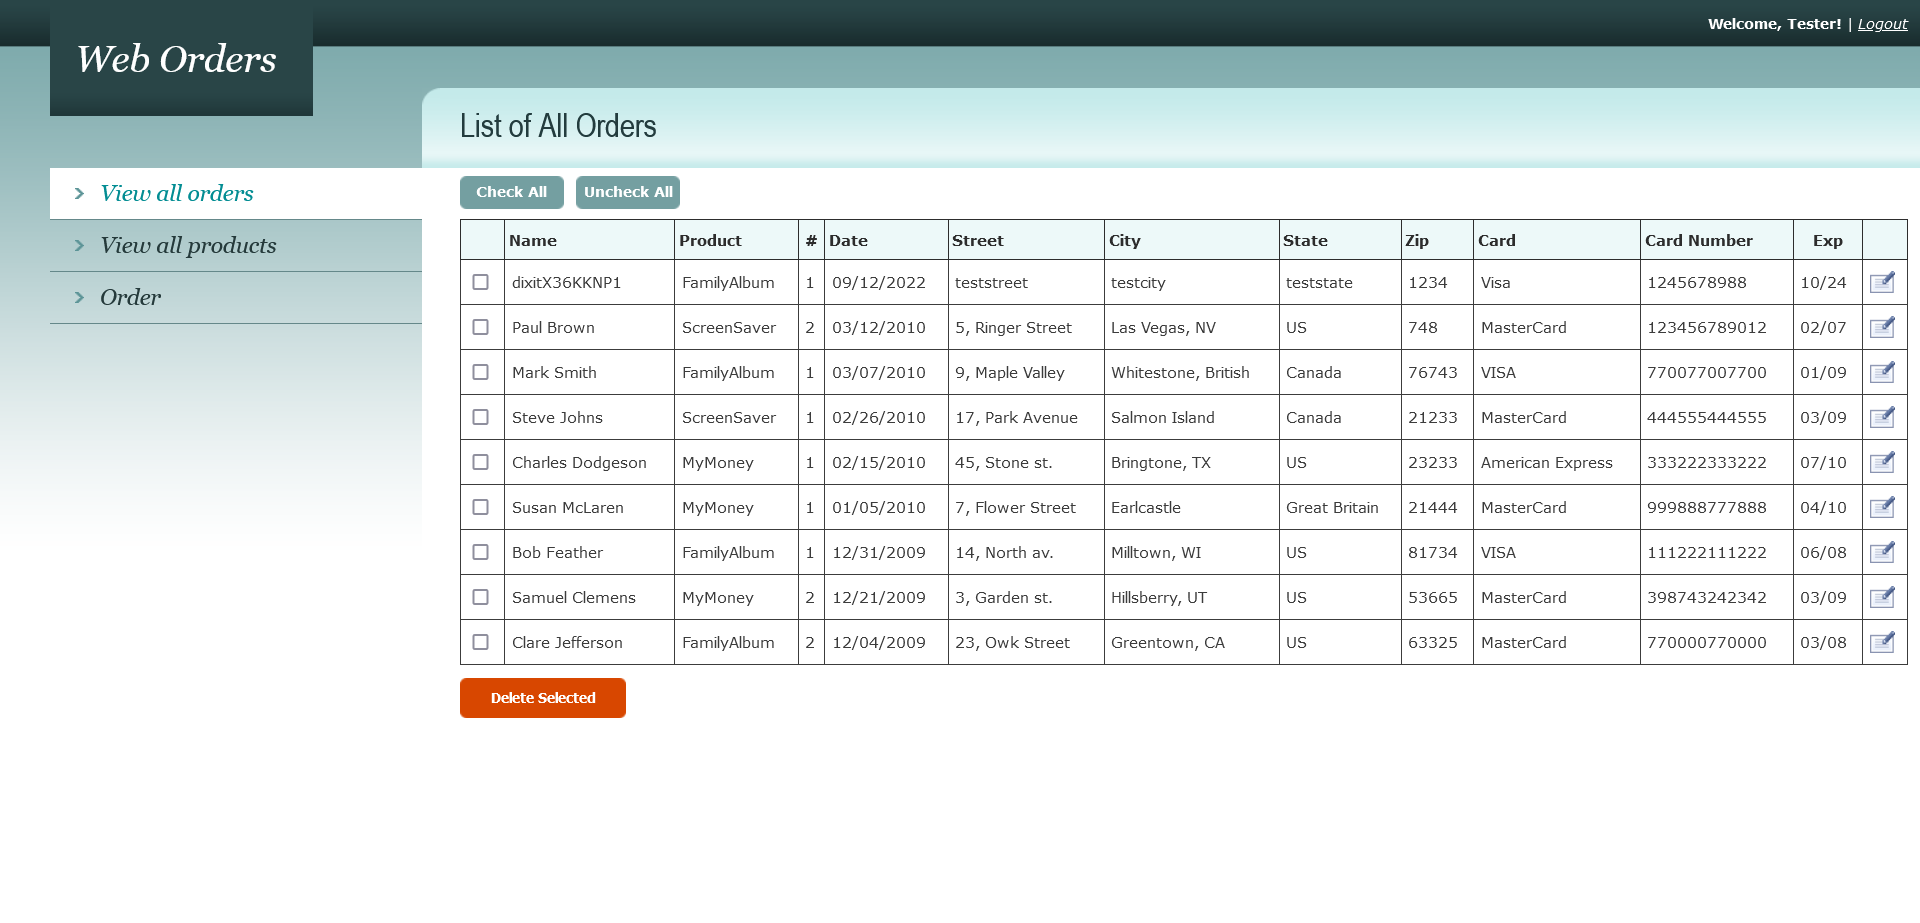 Welcome, Tester! | Logout
Web Orders
List of All Orders
View all orders
View all products
Order
Check All Uncheck All
Name Product # Date Street City State Zip Card Card Number Exp
dixitX36KKNP1 FamilyAlbum 1 09/12/2022 teststreet testcity teststate 1234 Visa 1245678988 10/24
Paul Brown ScreenSaver 2 03/12/2010 5, Ringer Street Las Vegas, NV US 748 MasterCard 123456789012 02/07
Mark Smith FamilyAlbum 1 03/07/2010 9, Maple Valley Whitestone, British Canada 76743 VISA 770077007700 01/09
Steve Johns ScreenSaver 1 02/26/2010 17, Park Avenue Salmon Island Canada 21233 MasterCard 444555444555 03/09
Charles Dodgeson MyMoney 1 02/15/2010 45, Stone st. Bringtone, TX US 23233 American Express 333222333222 07/10
Susan McLaren MyMoney 1 01/05/2010 7, Flower Street Earlcastle Great Britain 21444 MasterCard 999888777888 04/10
Bob Feather FamilyAlbum 1 12/31/2009 14, North av. Milltown, WI US 81734 VISA 111222111222 06/08
Samuel Clemens MyMoney 2 12/21/2009 3, Garden st. Hillsberry, UT US 53665 MasterCard 398743242342 03/09
Clare Jefferson FamilyAlbum 2 12/04/2009 23, Owk Street Greentown, CA US 63325 MasterCard 770000770000 03/08
Delete Selected